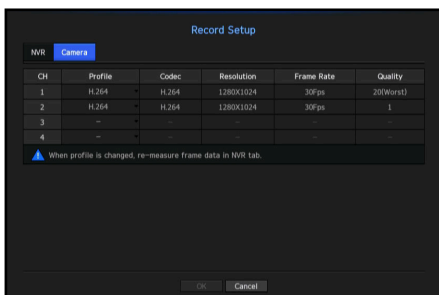 Record Setup
NVR Camera
CH Profile Codec Resolution Frame Rate Quality
1 H.264 H.264 1280X1024 30Fps 20(Worst)
2 H.264 H.264 1280X1024 30Fps 1
3 – – – – –
4 – – – – –
When profile is changed, re-measure frame data in NVR tab.
OK Cancel